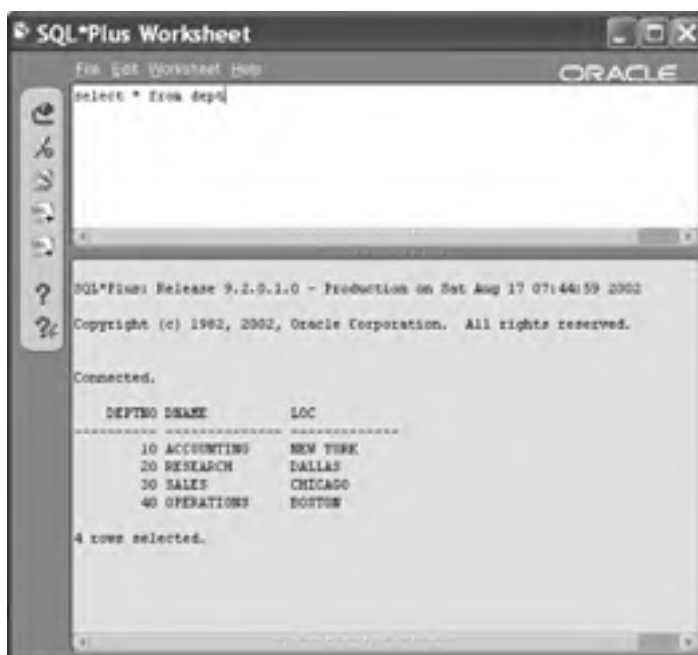 SQL*Plus Worksheet
File Edit Worksheet Help
ORACLE
select * from dept
SQL*Plus: Release 9.2.0.1.0 - Production on Sat Aug 17 07:44:59 2002
Copyright (c) 1982, 2002, Oracle Corporation. All rights reserved.
Connected.
DEPTNO DNAME LOC
---------- -------------- -------------
10 ACCOUNTING NEW YORK
20 RESEARCH DALLAS
30 SALES CHICAGO
40 OPERATIONS BOSTON
4 rows selected.